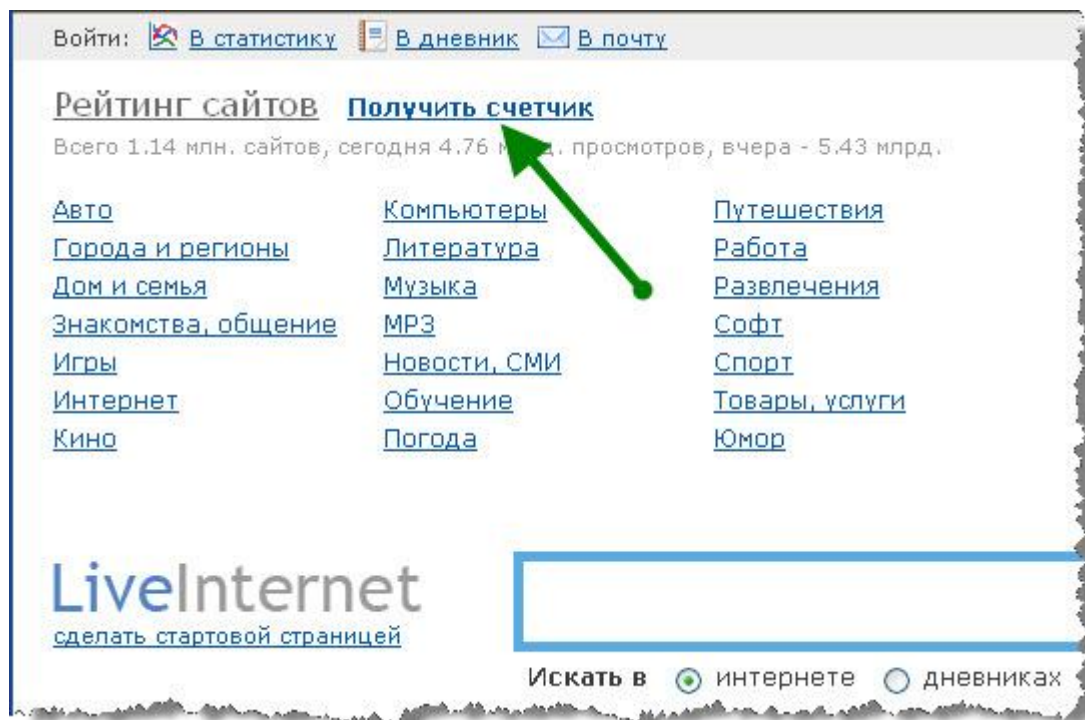 Войти: В статистику В дневник В почту
Рейтинг сайтов Получить счетчик
Всего 1.14 млн. сайтов, сегодня 4.76 просмотров, вчера - 5.43 млрд.
Авто Компьютеры Путешествия
Города и регионы Литература Работа
Дом и семья Музыка Развлечения
Знакомства, общение MP3 Софт
Игры Новости, СМИ Спорт
Интернет Обучение Товары, услуги
Кино Погода Юмор
LiveInternet
сделать стартовой страницей
Искать в интернете дневниках